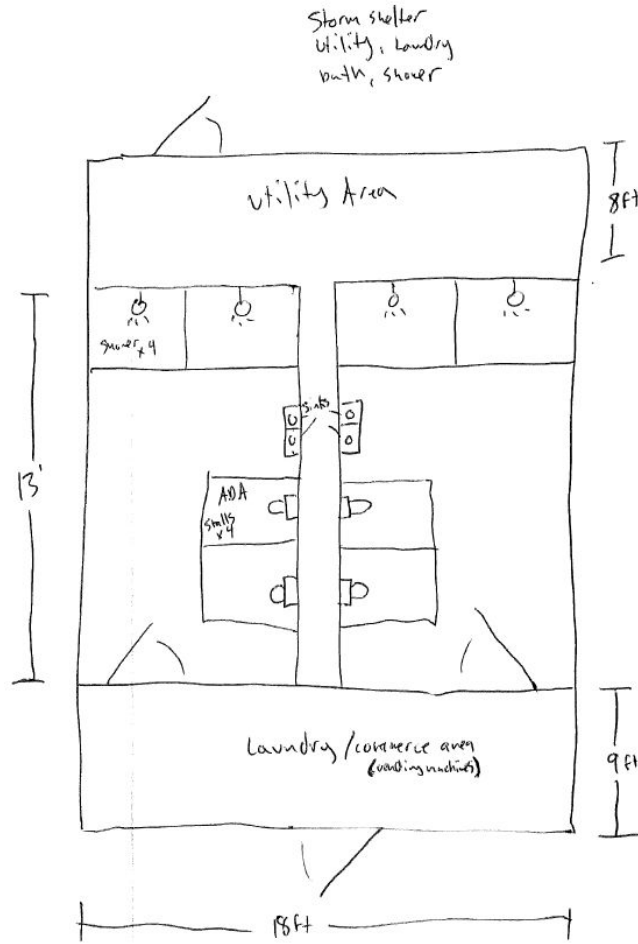 Storm shelter
utility, Laundry
bath, shower
utility Area
8ft
shower x 4
sinks
13'
ADA
stalls
x4
Laundry/commerce area
(vending machines)
9ft
18ft